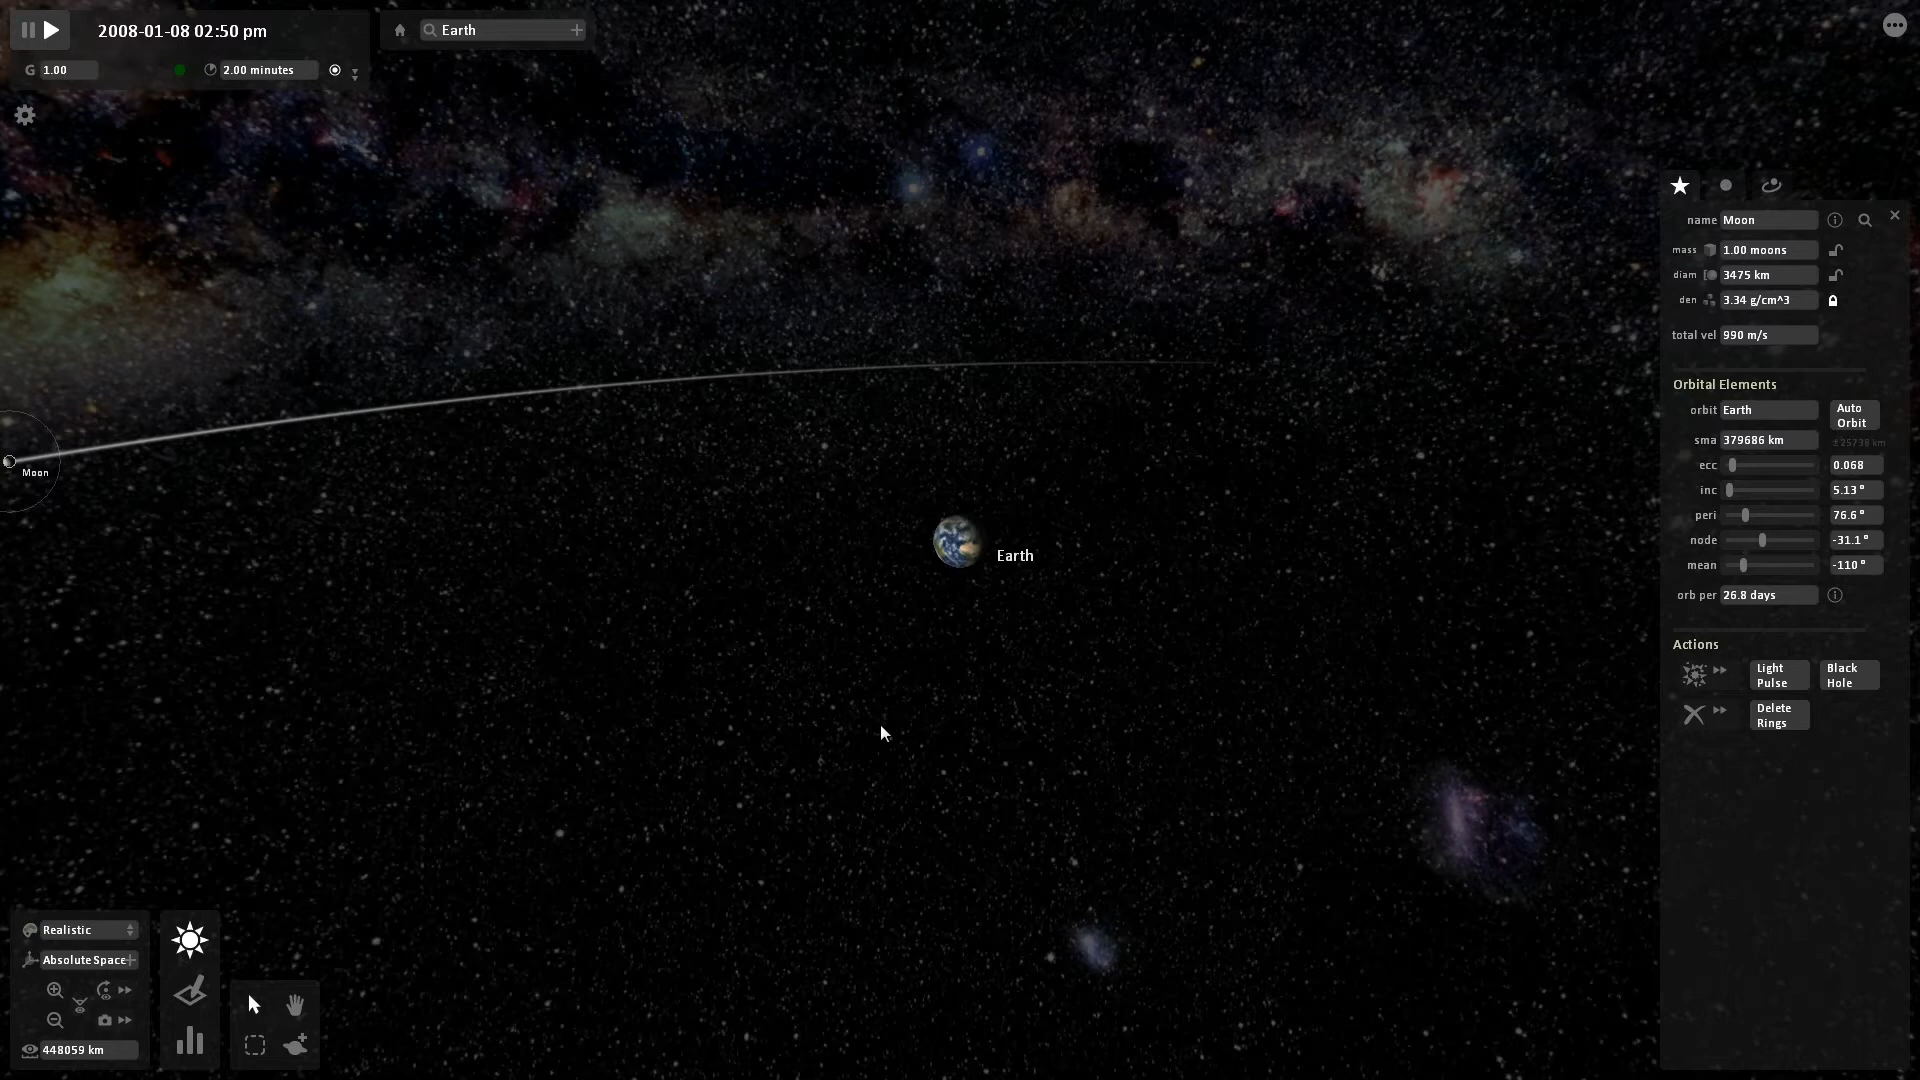 2008-01-08 02:50 pm
Earth
G 1.00
2.00 minutes
name Moon
mass 1.00 moons
diam 3475 km
den 3.34 g/cm^3
total vel 990 m/s
Orbital Elements
orbit Earth
Auto
Orbit
sma 379686 km
±25738 km
ecc 0.068
inc 5.13°
peri 76.6°
node -31.1°
mean -110°
orb per 26.8 days
Actions
Light
Pulse
Black
Hole
Delete
Rings
Moon
Earth
Realistic
Absolute Space
448059 km